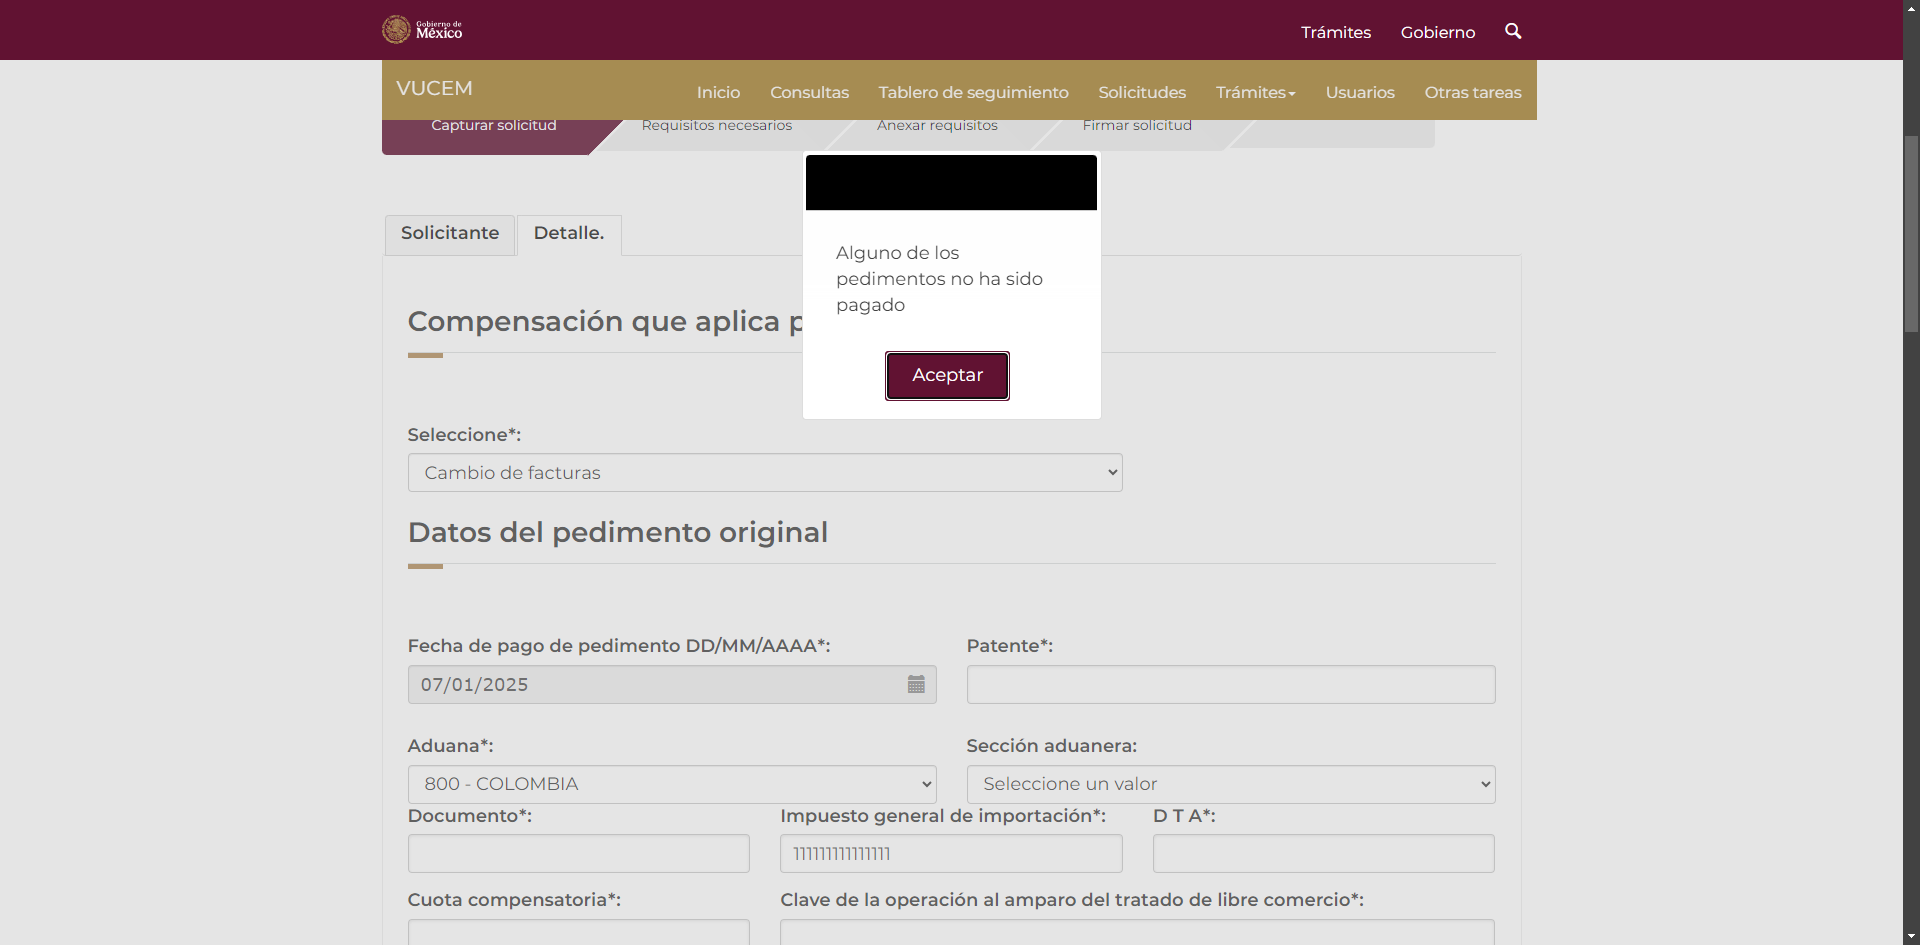 Gobierno de
México
Trámites
Gobierno
VUCEM
Inicio
Consultas
Tablero de seguimiento
Solicitudes
Trámites
Usuarios
Otras tareas
Capturar solicitud
Requisitos necesarios
Anexar requisitos
Firmar solicitud
Solicitante
Detalle.
Alguno de los
pedimentos no ha sido
pagado
Aceptar
Compensación que aplica p
Seleccione*:
Cambio de facturas
Datos del pedimento original
Fecha de pago de pedimento DD/MM/AAAA*:
Patente*:
07/01/2025
Aduana*:
Sección aduanera:
800 - COLOMBIA
Seleccione un valor
Documento*:
Impuesto general de importación*:
D T A*:
111111111111111
Cuota compensatoria*:
Clave de la operación al amparo del tratado de libre comercio*: